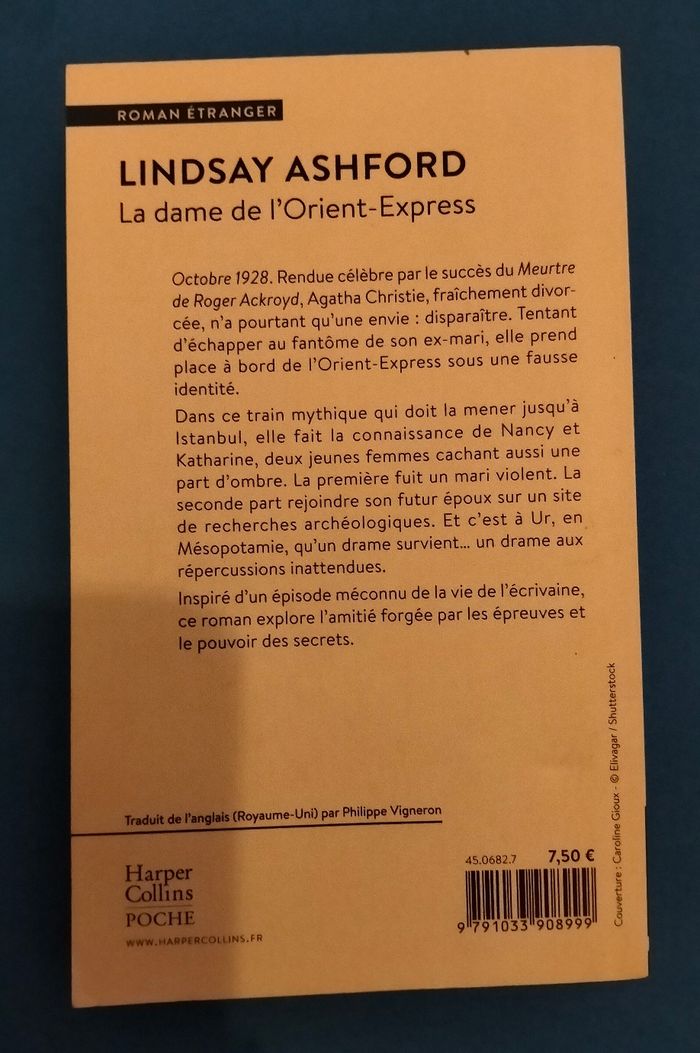 ROMAN ÉTRANGER
LINDSAY ASHFORD
La dame de l'Orient-Express
Octobre 1928. Rendue célèbre par le succès du Meurtre
de Roger Ackroyd, Agatha Christie, fraîchement divor-
cée, n'a pourtant qu'une envie : disparaître. Tentant
d'échapper au fantôme de son ex-mari, elle prend
place à bord de l'Orient-Express sous une fausse
identité.
Dans ce train mythique qui doit la mener jusqu'à
Istanbul, elle fait la connaissance de Nancy et
Katharine, deux jeunes femmes cachant aussi une
part d'ombre. La première fuit un mari violent. La
seconde part rejoindre son futur époux sur un site
de recherches archéologiques. Et c'est à Ur, en
Mésopotamie, qu'un drame survient... un drame aux
répercussions inattendues.
Inspiré d'un épisode méconnu de la vie de l'écrivaine,
ce roman explore l'amitié forgée par les épreuves et
le pouvoir des secrets.
Traduit de l'anglais (Royaume-Uni) par Philippe Vigneron
Harper
Collins
POCHE
WWW.HARPERCOLLINS.FR
45.0682.7 7,50 €
9 791033 908999
Couverture : Caroline Gioux - © Elivagar / Shutterstock